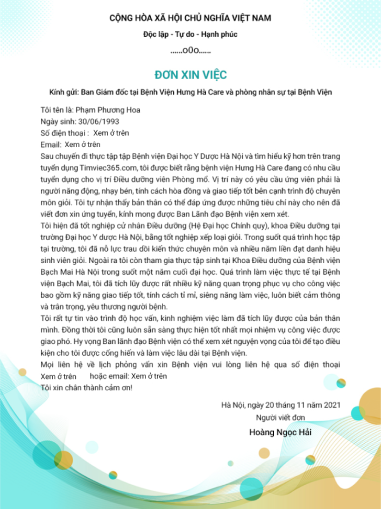 CỘNG HÒA XÃ HỘI CHỦ NGHĨA VIỆT NAM
Độc lập - Tự do - Hạnh phúc
......o0o......
ĐƠN XIN VIỆC
Kính gửi: Ban Giám đốc tại Bệnh Viện Hưng Hà Care và phòng nhân sự tại Bệnh Viện
Tôi tên là: Phạm Phương Hoa
Ngày sinh: 30/06/1993
Số điện thoại : Xem ở trên
Email: Xem ở trên
Sau chuyến đi thực tập tập Bệnh viện Đại học Y Dược Hà Nội và tìm hiểu kỹ hơn trên trang
tuyển dụng Timviec365.com, tôi được biết rằng bệnh viện Hưng Hà Care đang có nhu cầu
tuyển dụng cho vị trí Điều dưỡng viên Phòng mổ. Vị trí này có yêu cầu ứng viên phải là
người năng động, nhạy bén, tính cách hòa đồng và giao tiếp tốt bên cạnh trình độ chuyên
môn giỏi. Tôi tự nhận thấy bản thân có thể đáp ứng được những tiêu chí này cho nên đã
viết đơn xin ứng tuyển, kính mong được Ban Lãnh đạo Bệnh viện xem xét.
Tôi hiện đã tốt nghiệp cử nhân Điều dưỡng (Hệ Đại học Chính quy), khoa Điều dưỡng tại
trường Đại học Y dược Hà Nội, bằng tốt nghiệp xếp loại giỏi. Trong suốt quá trình học tập
tại trường, tôi đã nỗ lực trau dồi kiến thức chuyên môn và nhiều năm liền đạt danh hiệu
sinh viên giỏi. Ngoài ra tôi còn tham gia thực tập sinh tại Khoa Điều dưỡng của Bệnh viện
Bạch Mai Hà Nội trong suốt một năm cuối đại học. Quá trình làm việc thực tế tại Bệnh
viện Bạch Mai, tôi đã tích lũy được rất nhiều kỹ năng quan trọng phục vụ cho công việc
bao gồm kỹ năng giao tiếp tốt, tính cách tỉ mỉ, siêng năng làm việc, luôn biết cảm thông
và trân trọng, yêu thương người bệnh.
Tôi rất tự tin vào trình độ học vấn, kinh nghiệm việc làm đã tích lũy được của bản thân
mình. Đồng thời tôi cũng luôn sẵn sàng thực hiện tốt nhất mọi nhiệm vụ công việc được
giao phó. Hy vọng Ban lãnh đạo Bệnh viện có thể xem xét nguyện vọng của tôi để tạo điều
kiện cho tôi được cống hiến và làm việc lâu dài tại Bệnh viện.
Mọi liên hệ về lịch phỏng vấn xin Bệnh viện vui lòng liên hệ qua số điện thoại
Xem ở trên hoặc email: Xem ở trên
Tôi xin chân thành cảm ơn!
Hà Nội, ngày 20 tháng 11 năm 2021
Người viết đơn
Hoàng Ngọc Hải